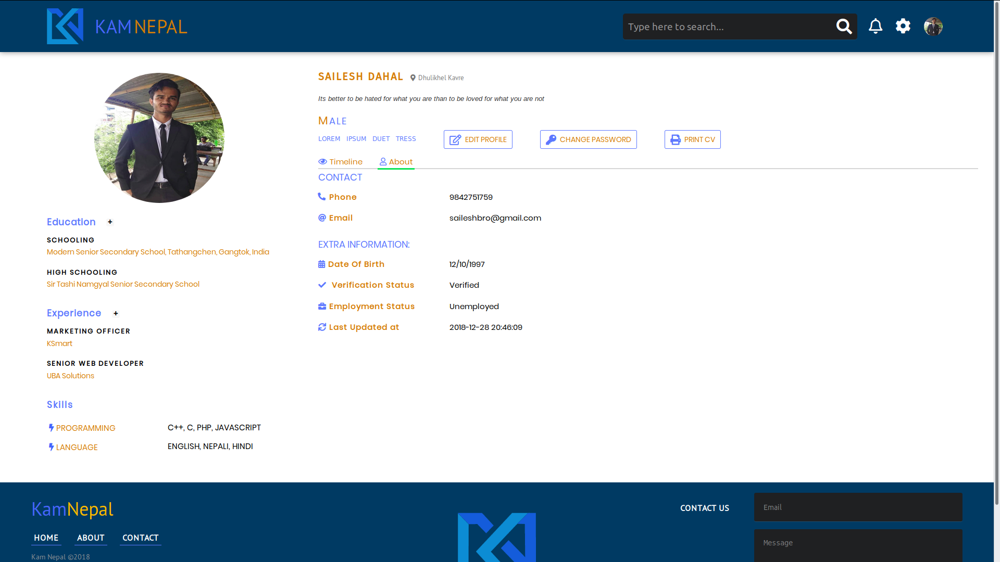 KAM NEPAL
Type here to search...
SAILESH DAHAL Dhulikhel Kavre
Its better to be hated for what you are than to be loved for what you are not
MALE
LOREM IPSUM DUET TRESS
EDIT PROFILE
CHANGE PASSWORD
PRINT CV
Timeline About
CONTACT
Phone 9842751759
Email saileshbro@gmail.com
EXTRA INFORMATION:
Date Of Birth 12/10/1997
Verification Status Verified
Employment Status Unemployed
Last Updated at 2018-12-28 20:46:09
Education +
SCHOOLING
Modern Senior Secondary School, Tathangchen, Gangtok, India
HIGH SCHOOLING
Sir Tashi Namgyal Senior Secondary School
Experience +
MARKETING OFFICER
KSmart
SENIOR WEB DEVELOPER
UBA Solutions
Skills
PROGRAMMING C++, C, PHP, JAVASCRIPT
LANGUAGE ENGLISH, NEPALI, HINDI
KamNepal
HOME ABOUT CONTACT
Kam Nepal ©2018
CONTACT US
Email
Message